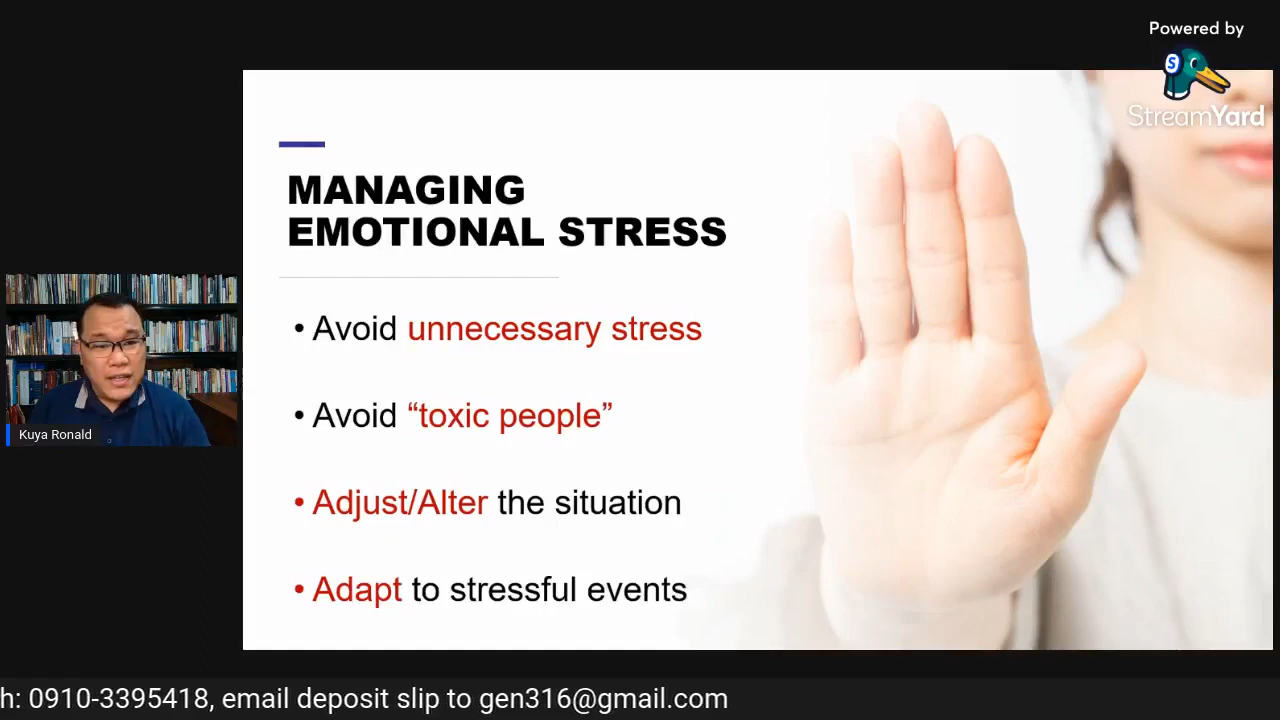 Powered by
S
StreamYard
MANAGING
EMOTIONAL STRESS
• Avoid unnecessary stress
• Avoid “toxic people”
• Adjust/Alter the situation
• Adapt to stressful events
Kuya Ronald
h: 0910-3395418, email deposit slip to gen316@gmail.com